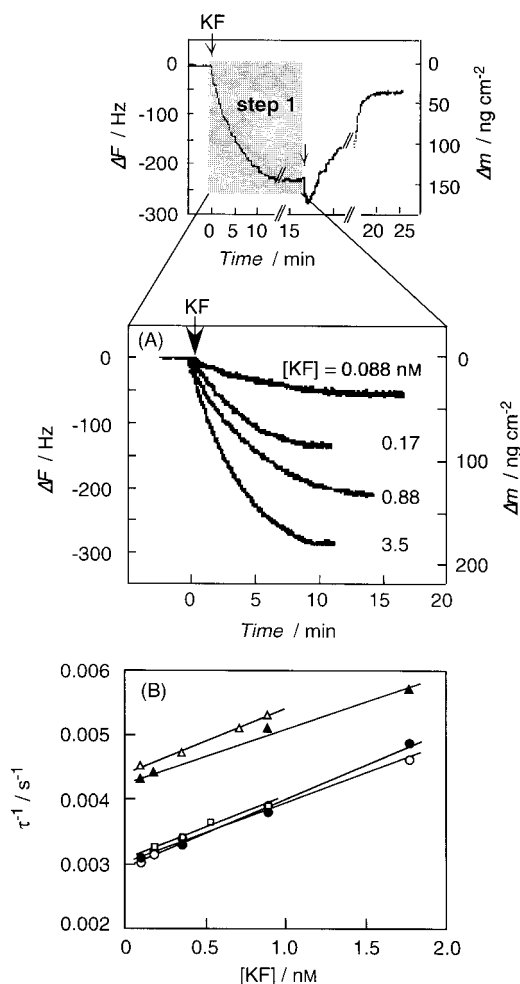 KF
0
-100
-200
-300
ΔF / Hz
step 1
0
50
100
150
Δm / ng cm-2
0 5 10 15 20 25
Time / min
KF
(A)
[KF] = 0.088 nM
0.17
0.88
3.5
0
-100
-200
-300
ΔF / Hz
0
100
200
Δm / ng cm-2
0 5 10 15 20
Time / min
(B)
0.006
0.005
0.004
0.003
0.002
τ-1 / s-1
0 0.5 1.0 1.5 2.0
[KF] / nM